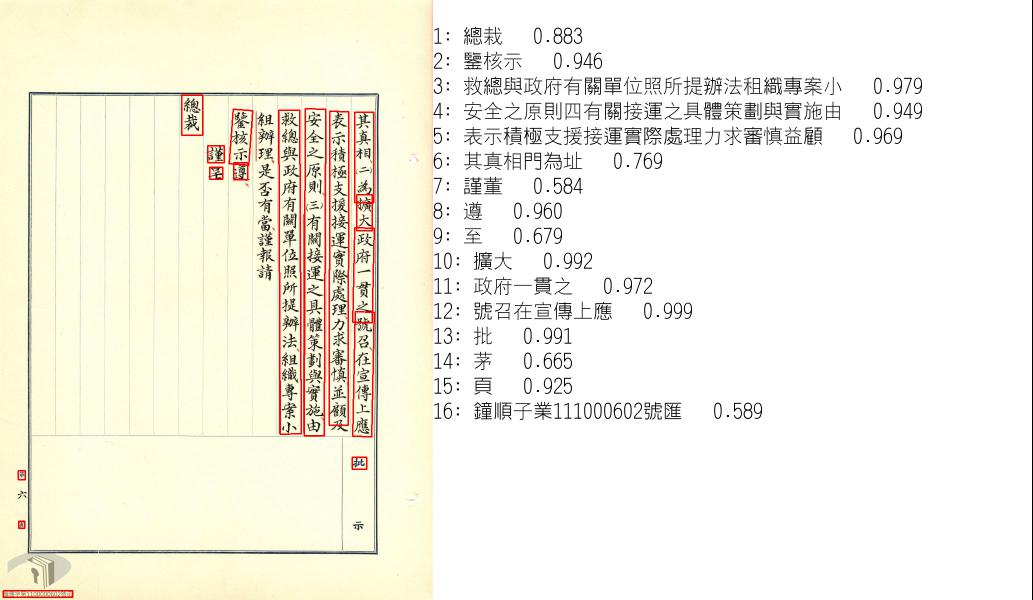 其真相㈡為擴大政府一貫之號召、在宣傳上應
表示積極支援接運實際處理力求審慎並顧及
安全之原則㈢有關接運之具體策劃與實施、由
救總與政府有關單位照所提辦法、組織專案小
組辦理、是否有當、謹報請
鑒核示遵、
謹呈
總裁
批示
第六頁
1: 總栽 0.883
2: 鑒核示 0.946
3: 救總與政府有關單位照所提辦法租織專案小 0.979
4: 安全之原則四有關接運之具體策劃與實施由 0.949
5: 表示積極支援接運實際處理力求審慎益顧 0.969
6: 其真相門為址 0.769
7: 謹董 0.584
8: 遵 0.960
9: 至 0.679
10: 擴大 0.992
11: 政府一貫之 0.972
12: 號召在宣傳上應 0.999
13: 批 0.991
14: 茅 0.665
15: 頁 0.925
16: 鐘順子業111000602號匯 0.589